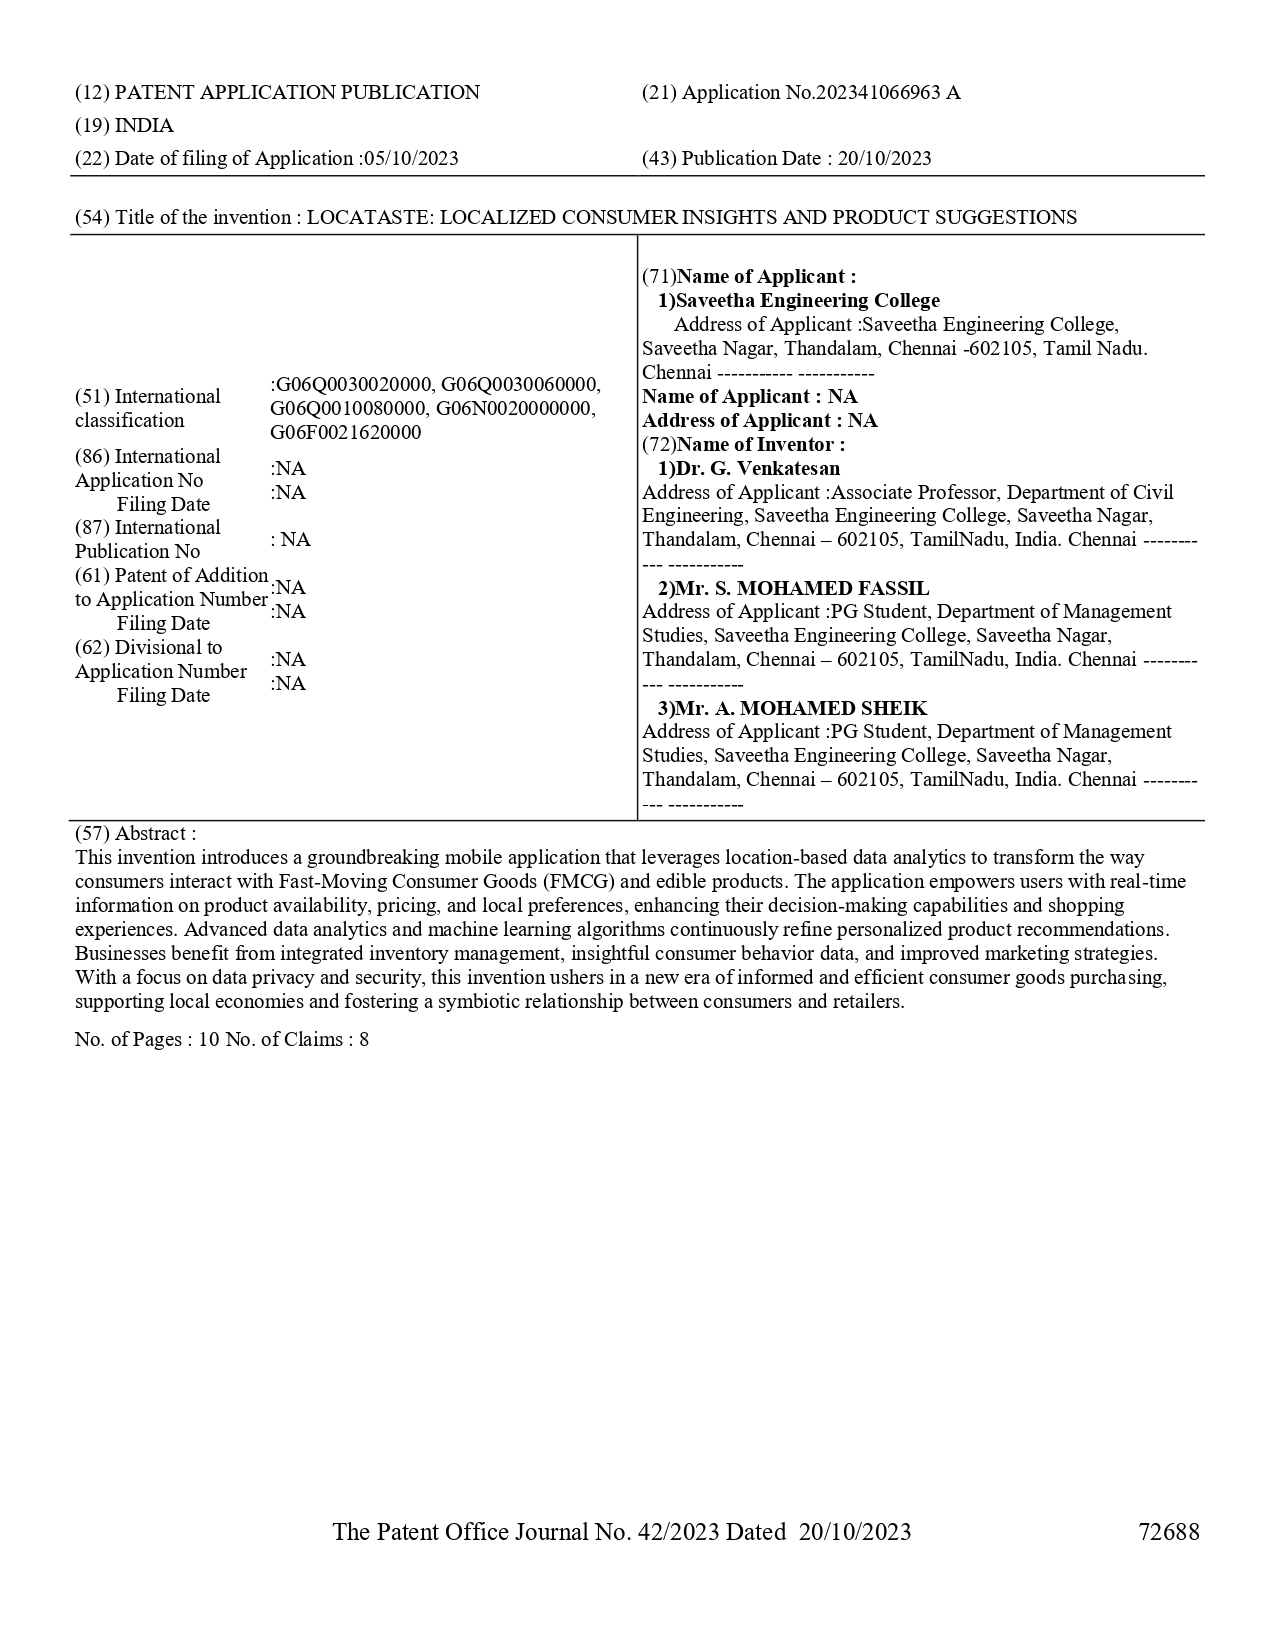 (12) PATENT APPLICATION PUBLICATION
(21) Application No.202341066963 A
(19) INDIA
(22) Date of filing of Application :05/10/2023
(43) Publication Date : 20/10/2023
(54) Title of the invention : LOCATASTE: LOCALIZED CONSUMER INSIGHTS AND PRODUCT SUGGESTIONS
(51) International
classification
:G06Q0030020000, G06Q0030060000,
G06Q0010080000, G06N0020000000,
G06F0021620000
(86) International
Application No
Filing Date
:NA
:NA
(87) International
Publication No
: NA
(61) Patent of Addition
to Application Number
Filing Date
:NA
:NA
(62) Divisional to
Application Number
Filing Date
:NA
:NA
(71)Name of Applicant :
1)Saveetha Engineering College
Address of Applicant :Saveetha Engineering College,
Saveetha Nagar, Thandalam, Chennai -602105, Tamil Nadu.
Chennai ----------- -----------
Name of Applicant : NA
Address of Applicant : NA
(72)Name of Inventor :
1)Dr. G. Venkatesan
Address of Applicant :Associate Professor, Department of Civil
Engineering, Saveetha Engineering College, Saveetha Nagar,
Thandalam, Chennai – 602105, TamilNadu, India. Chennai --------
--- -----------
2)Mr. S. MOHAMED FASSIL
Address of Applicant :PG Student, Department of Management
Studies, Saveetha Engineering College, Saveetha Nagar,
Thandalam, Chennai – 602105, TamilNadu, India. Chennai --------
--- -----------
3)Mr. A. MOHAMED SHEIK
Address of Applicant :PG Student, Department of Management
Studies, Saveetha Engineering College, Saveetha Nagar,
Thandalam, Chennai – 602105, TamilNadu, India. Chennai --------
--- -----------
(57) Abstract :
This invention introduces a groundbreaking mobile application that leverages location-based data analytics to transform the way
consumers interact with Fast-Moving Consumer Goods (FMCG) and edible products. The application empowers users with real-time
information on product availability, pricing, and local preferences, enhancing their decision-making capabilities and shopping
experiences. Advanced data analytics and machine learning algorithms continuously refine personalized product recommendations.
Businesses benefit from integrated inventory management, insightful consumer behavior data, and improved marketing strategies.
With a focus on data privacy and security, this invention ushers in a new era of informed and efficient consumer goods purchasing,
supporting local economies and fostering a symbiotic relationship between consumers and retailers.
No. of Pages : 10 No. of Claims : 8
The Patent Office Journal No. 42/2023 Dated  20/10/2023
72688